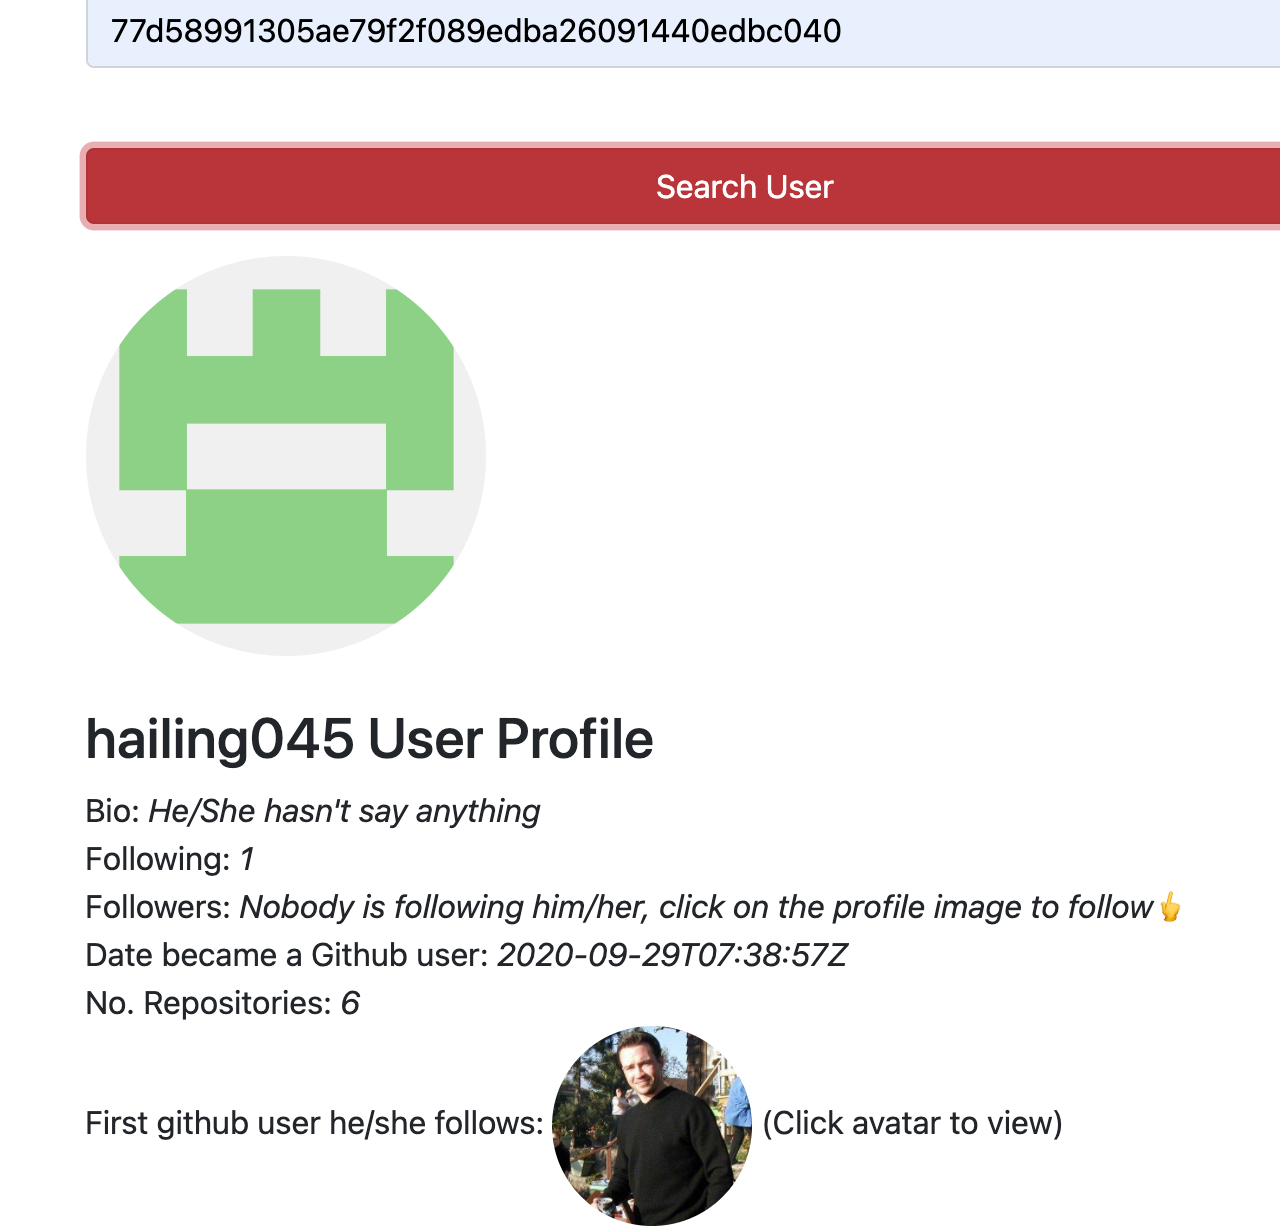 77d58991305ae79f2f089edba26091440edbc040
Search User
hailing045 User Profile
Bio: He/She hasn't say anything
Following: 1
Followers: Nobody is following him/her, click on the profile image to follow👆
Date became a Github user: 2020-09-29T07:38:57Z
No. Repositories: 6
First github user he/she follows: (Click avatar to view)